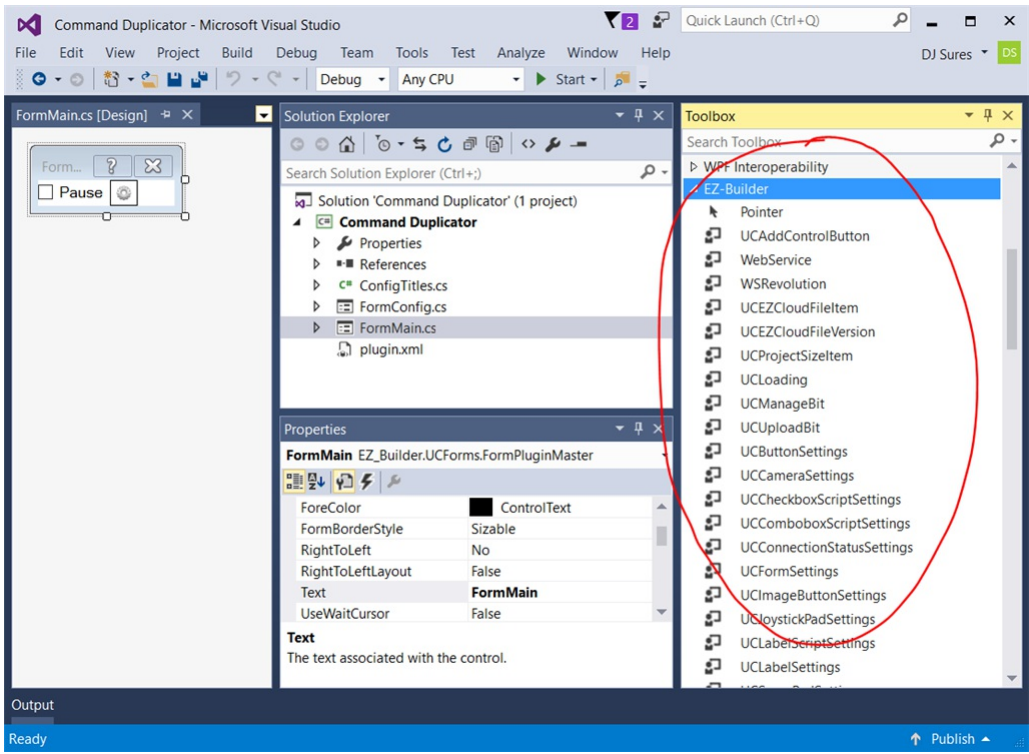 Command Duplicator - Microsoft Visual Studio
2
Quick Launch (Ctrl+Q)
File Edit View Project Build Debug Team Tools Test Analyze Window Help
DJ Sures
DS
Debug Any CPU Start
FormMain.cs [Design]
Form...
?
Pause
Solution Explorer
Search Solution Explorer (Ctrl+;)
Solution 'Command Duplicator' (1 project)
C# Command Duplicator
Properties
References
C# ConfigTitles.cs
FormConfig.cs
FormMain.cs
plugin.xml
Properties
FormMain EZ_Builder.UCForms.FormPluginMaster
ForeColor ControlText
FormBorderStyle Sizable
RightToLeft No
RightToLeftLayout False
Text FormMain
UseWaitCursor False
Text
The text associated with the control.
Toolbox
Search Toolbox
WPF Interoperability
EZ-Builder
Pointer
UCAddControlButton
WebService
WSRevolution
UCEZCloudFileItem
UCEZCloudFileVersion
UCProjectSizeItem
UCLoading
UCManageBit
UCUploadBit
UCButtonSettings
UCCameraSettings
UCCheckboxScriptSettings
UCComboboxScriptSettings
UCConnectionStatusSettings
UCFormSettings
UCImageButtonSettings
UCJoystickPadSettings
UCLabelScriptSettings
UCLabelSettings
Output
Ready
Publish